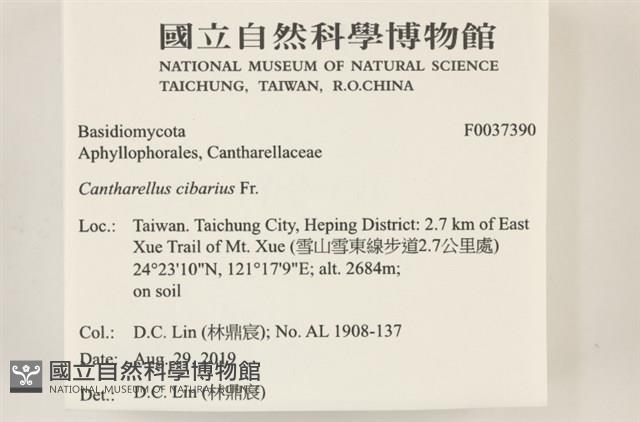 國立自然科學博物館
NATIONAL MUSEUM OF NATURAL SCIENCE
TAICHUNG, TAIWAN, R.O.CHINA
Basidiomycota F0037390
Aphyllophorales, Cantharellaceae
Cantharellus cibarius Fr.
Loc.: Taiwan. Taichung City, Heping District: 2.7 km of East
Xue Trail of Mt. Xue (雪山雪東線步道2.7公里處)
24°23'10"N, 121°17'9"E; alt. 2684m;
on soil
Col.: D.C. Lin (林鼎宸); No. AL 1908-137
Date: Aug. 29, 2019
國立自然科學博物館
NATIONAL MUSEUM OF NATURAL SCIENCE
Det.: D.C. Lin (林鼎宸)